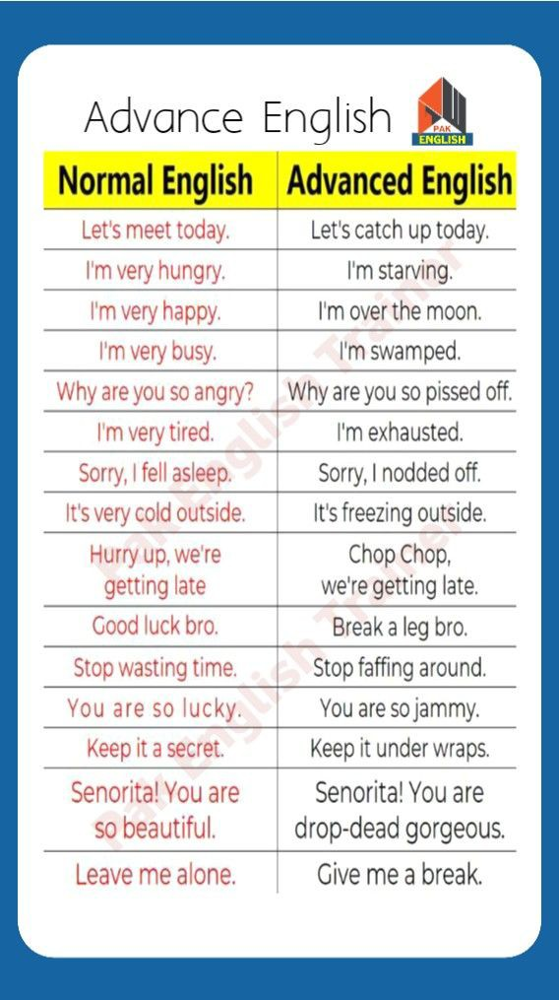 Advance English
PAK
ENGLISH
Normal English Advanced English
Let's meet today. Let's catch up today.
I'm very hungry. I'm starving.
I'm very happy. I'm over the moon.
I'm very busy. I'm swamped.
Why are you so angry? Why are you so pissed off.
I'm very tired. I'm exhausted.
Sorry, I fell asleep. Sorry, I nodded off.
It's very cold outside. It's freezing outside.
Hurry up, we're Chop Chop,
getting late we're getting late.
Good luck bro. Break a leg bro.
Stop wasting time. Stop faffing around.
You are so lucky. You are so jammy.
Keep it a secret. Keep it under wraps.
Senorita! You are Senorita! You are
so beautiful. drop-dead gorgeous.
Leave me alone. Give me a break.
Pak English Trainer
Pak English Trainer